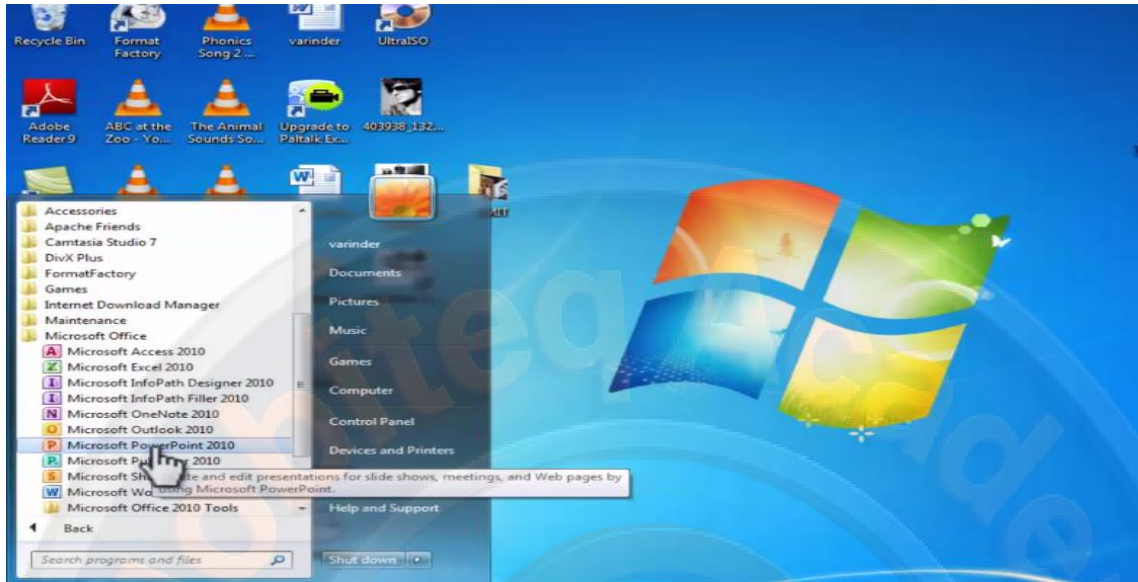 Recycle Bin
Format
Factory
Phonics
Song 2 ...
varinder
UltraISO
Adobe
Reader 9
ABC at the
Zoo - Yo...
The Animal
Sounds So...
Upgrade to
Paltalk Ex...
403938_132...
Accessories
Apache Friends
Camtasia Studio 7
DivX Plus
FormatFactory
Games
Internet Download Manager
Maintenance
Microsoft Office
Microsoft Access 2010
Microsoft Excel 2010
Microsoft InfoPath Designer 2010
Microsoft InfoPath Filler 2010
Microsoft OneNote 2010
Microsoft Outlook 2010
Microsoft PowerPoint 2010
Microsoft 2010
Microsoft
Microsoft
Microsoft Office 2010 Tools
Back
Search programs and files
varinder
Documents
Pictures
Music
Games
Computer
Control Panel
Devices and Printers
and edit presentations for slide shows, meetings, and Web pages by
using Microsoft PowerPoint.
Help and Support
Shut down